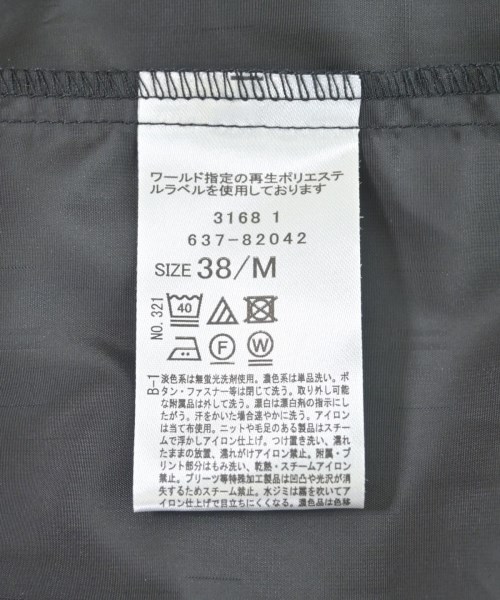 ワールド指定の再生ポリエステ
ルラベルを使用しております
3168 1
637-82042
SIZE 38/M
NO.321
40
F
W
B-1
淡色系は無蛍光洗剤使用。濃色系は単品洗い。ボ
タン・ファスナー等は閉じて洗う。取り外し可能
な附属品は外して洗う。漂白は漂白剤の指示にし
たがう。汗をかいた場合速やかに洗う。アイロン
は当て布使用。ニットや毛足のある製品はスチー
ムで浮かしアイロン仕上げ。つけ置き洗い、濡れ
たままの放置、濡れがけアイロン禁止。附属・プ
リント部分はもみ洗い、乾熱・スチームアイロン
禁止。プリーツ等特殊加工製品は凹凸や光沢が消
失するためスチーム禁止。水ジミは霧を吹いてア
イロン仕上げで目立ちにくくなる。濃色品は色移